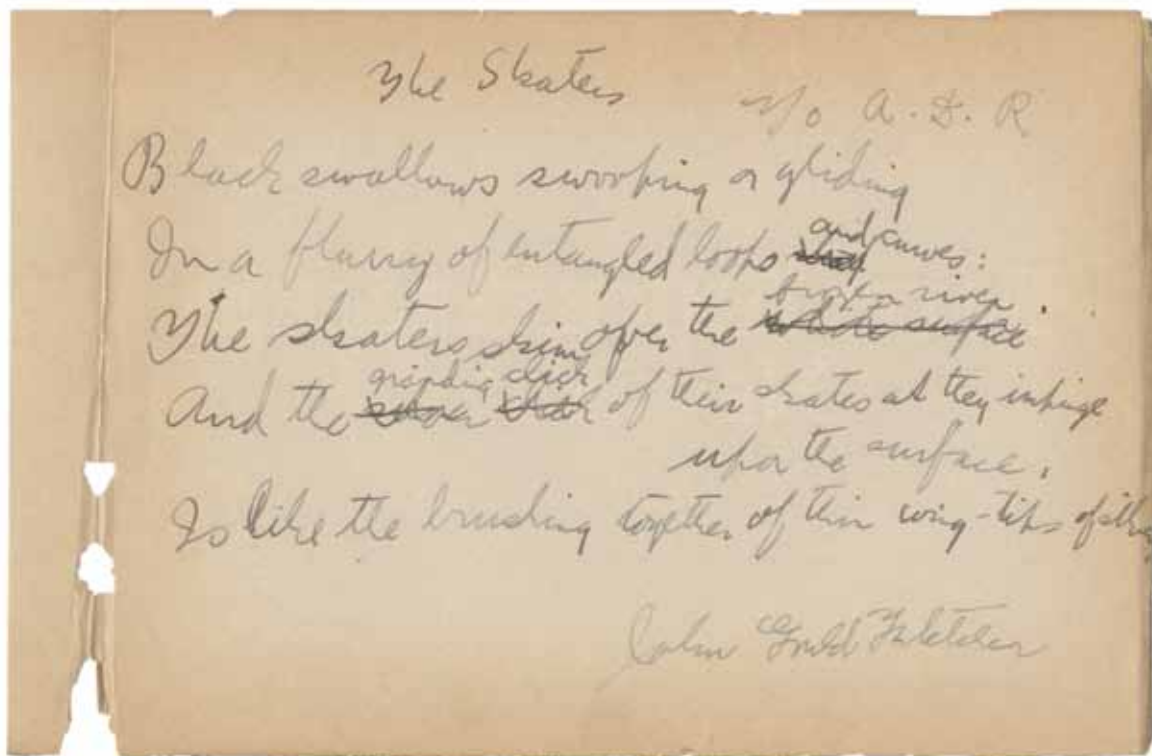 The Skaters
To A. D. R.
Black swallows swooping or gliding
In a flurry of entangled loops and curves:
The skaters skim over the frozen river.
And the grinding click of their skates as they impinge
upon the surface,
Is like the brushing together of thin wing-tips of silver
John Gould Fletcher